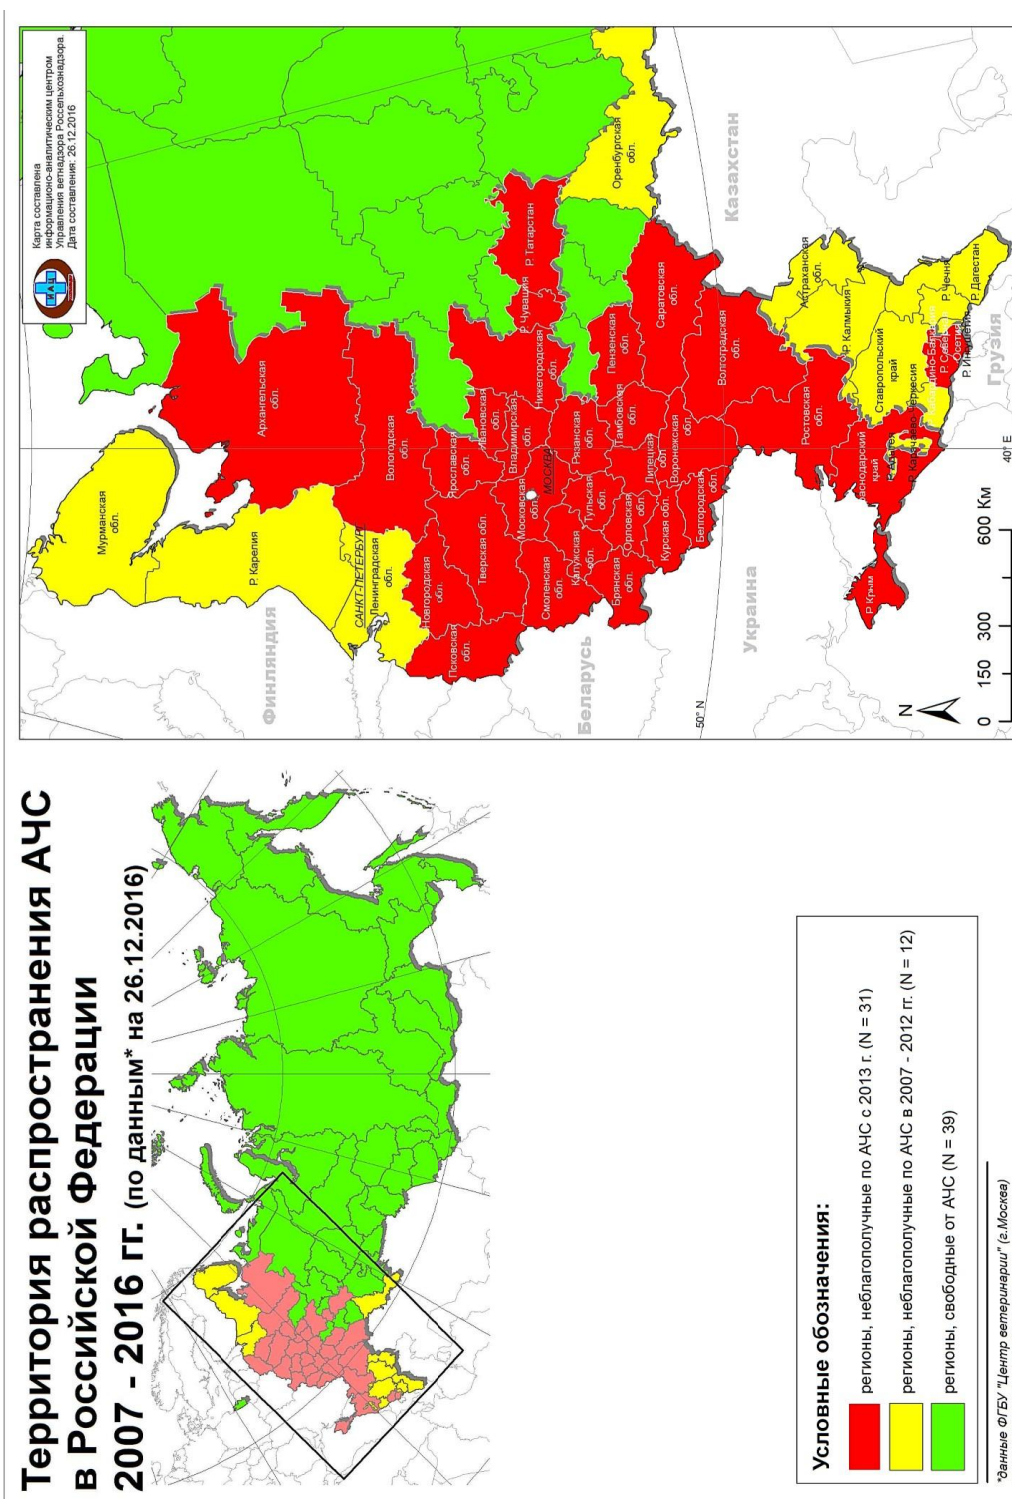 Территория распространения АЧС
в Российской Федерации
2007 - 2016 гг. (по данным* на 26.12.2016)
Карта составлена
информационо-аналитическим центром
Управления ветнадзора Россельхознадзора.
Дата составления: 26.12.2016
ИАЦ
Мурманская
обл.
Р. Карелия
Финляндия
САНКТ-ПЕТЕРБУРГ
Ленинградская
обл.
Архангельская
обл.
Вологодская
обл.
Новгородская
обл.
Псковская
обл.
Тверская обл.
Ярославская
обл.
Ивановская
обл.
Владимирская
обл.
Нижегородская
обл.
Р. Чувашия
Р. Татарстан
Оренбургская
обл.
Казахстан
Московская
обл.
МОСКВА
Смоленская
обл.
Калужская
обл.
Тульская
обл.
Рязанская
обл.
Пензенская
обл.
Саратовская
обл.
Беларусь
Брянская
обл.
Орловская
обл.
Липецкая
обл.
Тамбовская
обл.
Курская обл.
Воронежская
обл.
Белгородская
обл.
Волгоградская
обл.
50° N
Украина
Ростовская
обл.
Астраханская
обл.
Р. Калмыкия
Р. Крым
Краснодарский
край
Ставропольский
край
Р. Карачаево-Черкесия
Р. Северная
Осетия
Р. Ингушетия
Р. Чечня
Р. Дагестан
Грузия
40° E
N
0 150 300 600 Км
Условные обозначения:
регионы, неблагополучные по АЧС с 2013 г. (N = 31)
регионы, неблагополучные по АЧС в 2007 - 2012 гг. (N = 12)
регионы, свободные от АЧС (N = 39)
*данные ФГБУ "Центр ветеринарии" (г.Москва)